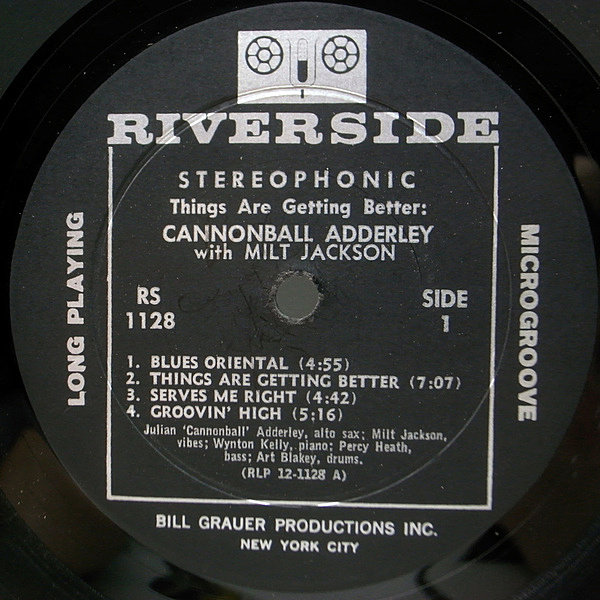 RIVERSIDE
STEREOPHONIC
Things Are Getting Better:
CANNONBALL ADDERLEY
with MILT JACKSON
LONG PLAYING
MICROGROOVE
RS
1128
SIDE
1
1. BLUES ORIENTAL (4:55)
2. THINGS ARE GETTING BETTER (7:07)
3. SERVES ME RIGHT (4:42)
4. GROOVIN' HIGH (5:16)
Julian 'Cannonball' Adderley, alto sax; Milt Jackson,
vibes; Wynton Kelly, piano; Percy Heath,
bass; Art Blakey, drums.
(RLP 12-1128 A)
BILL GRAUER PRODUCTIONS INC.
NEW YORK CITY